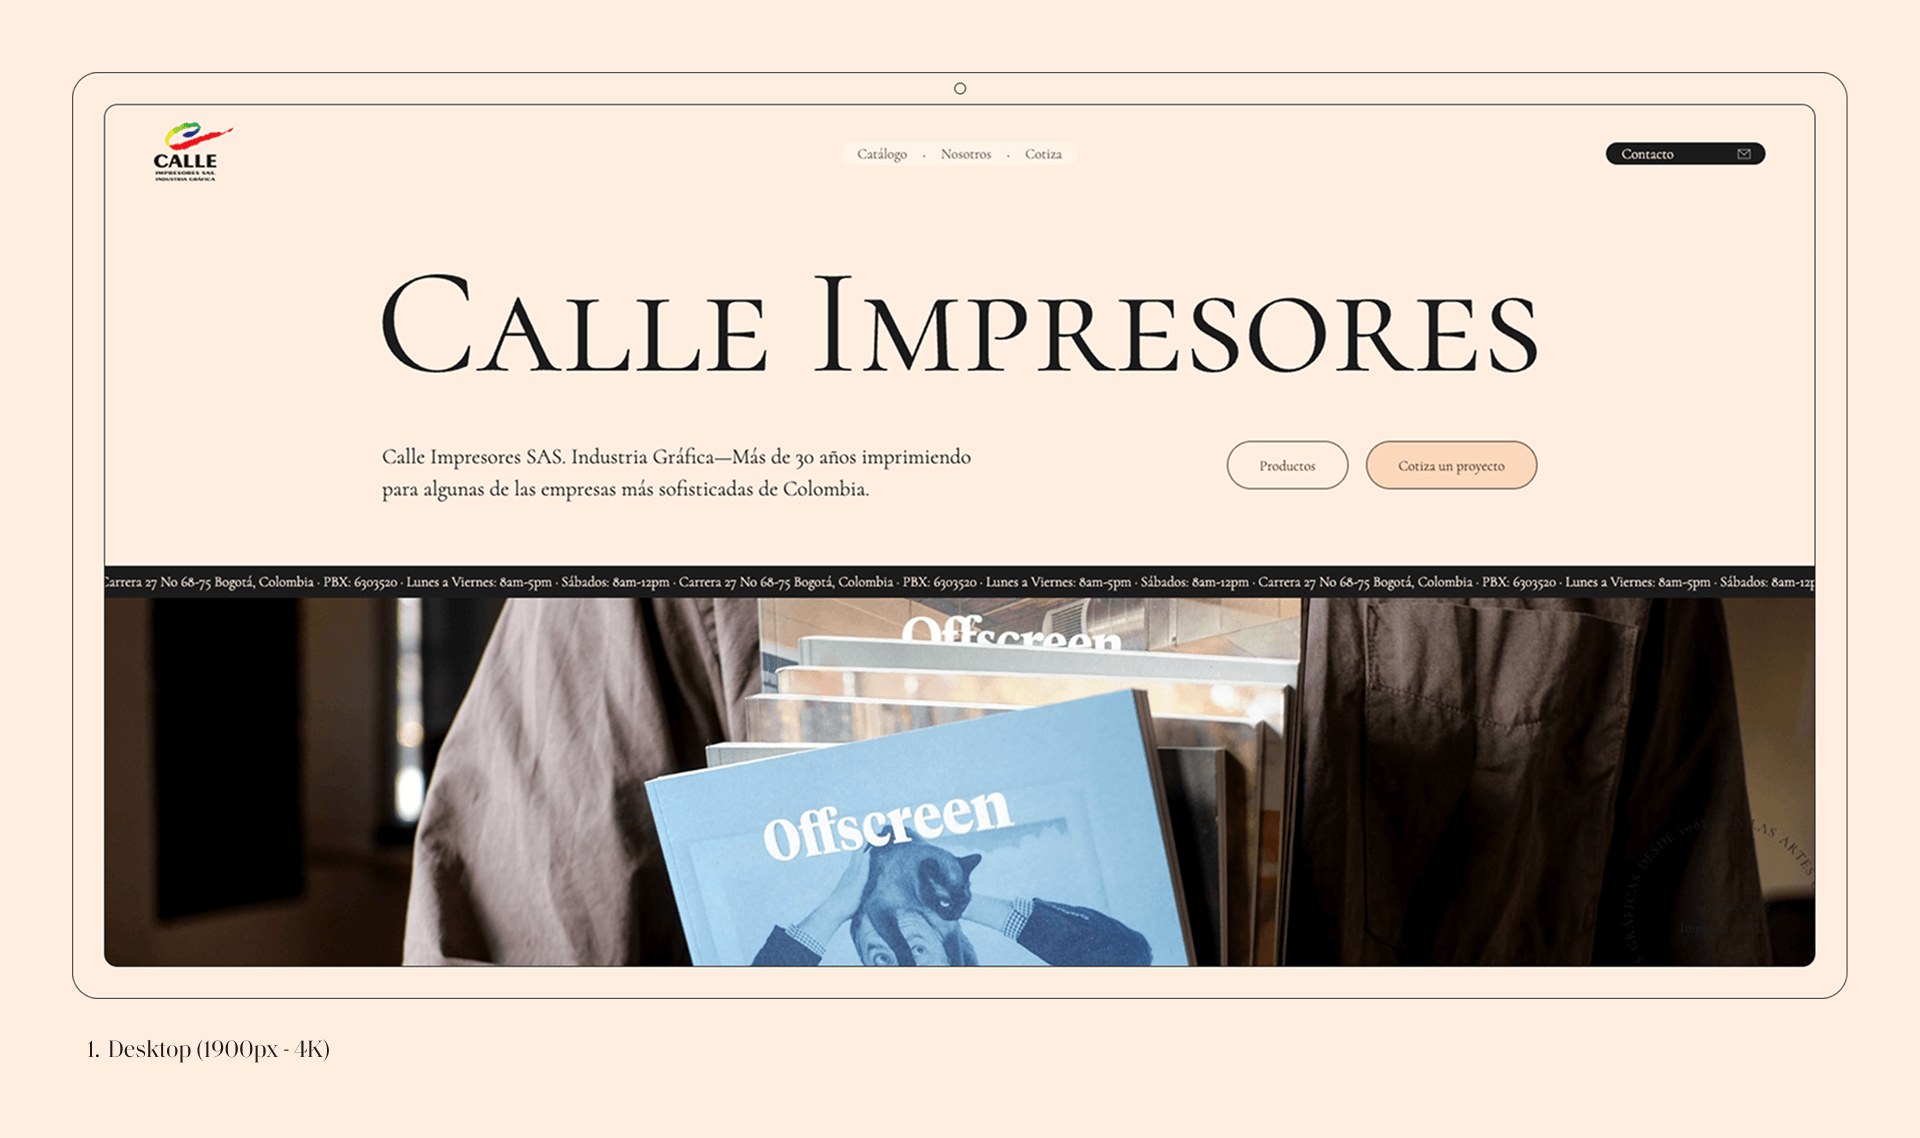 CALLE
IMPRESORES SAS.
INDUSTRIA GRÁFICA
Catálogo · Nosotros · Cotiza
Contacto
CALLE IMPRESORES
Calle Impresores SAS. Industria Gráfica—Más de 30 años imprimiendo
para algunas de las empresas más sofisticadas de Colombia.
Productos
Cotiza un proyecto
Carrera 27 No 68-75 Bogotá, Colombia · PBX: 6303520 · Lunes a Viernes: 8am-5pm · Sábados: 8am-12pm · Carrera 27 No 68-75 Bogotá, Colombia · PBX: 6303520 · Lunes a Viernes: 8am-5pm · Sábados: 8am-12pm · Carrera 27 No 68-75 Bogotá, Colombia · PBX: 6303520 · Lunes a Viernes: 8am-5pm · Sábados: 8am-12p
Offscreen
Offscreen
GRÁFICAS DESDE
LAS ARTES
1. Desktop (1900px - 4K)